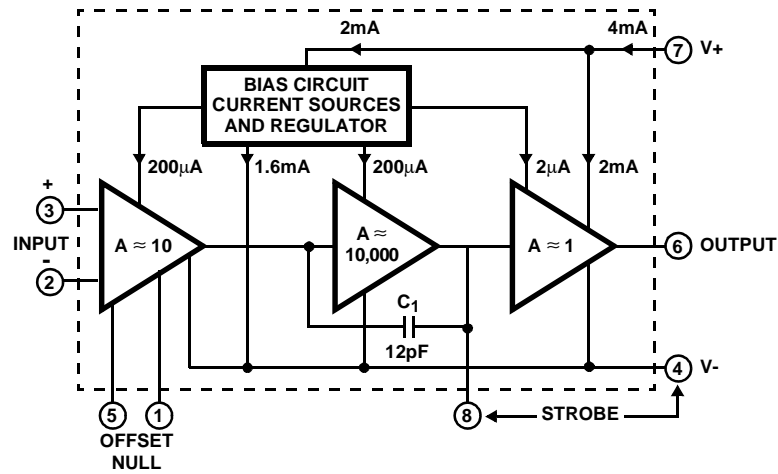 2mA
4mA
7
V+
BIAS CIRCUIT
CURRENT SOURCES
AND REGULATOR
200µA
1.6mA
200µA
2µA
2mA
+
3
INPUT
-
2
A ≈ 10
A ≈
10,000
A ≈ 1
6
OUTPUT
C1
12pF
4
V-
5
1
8
STROBE
OFFSET
NULL